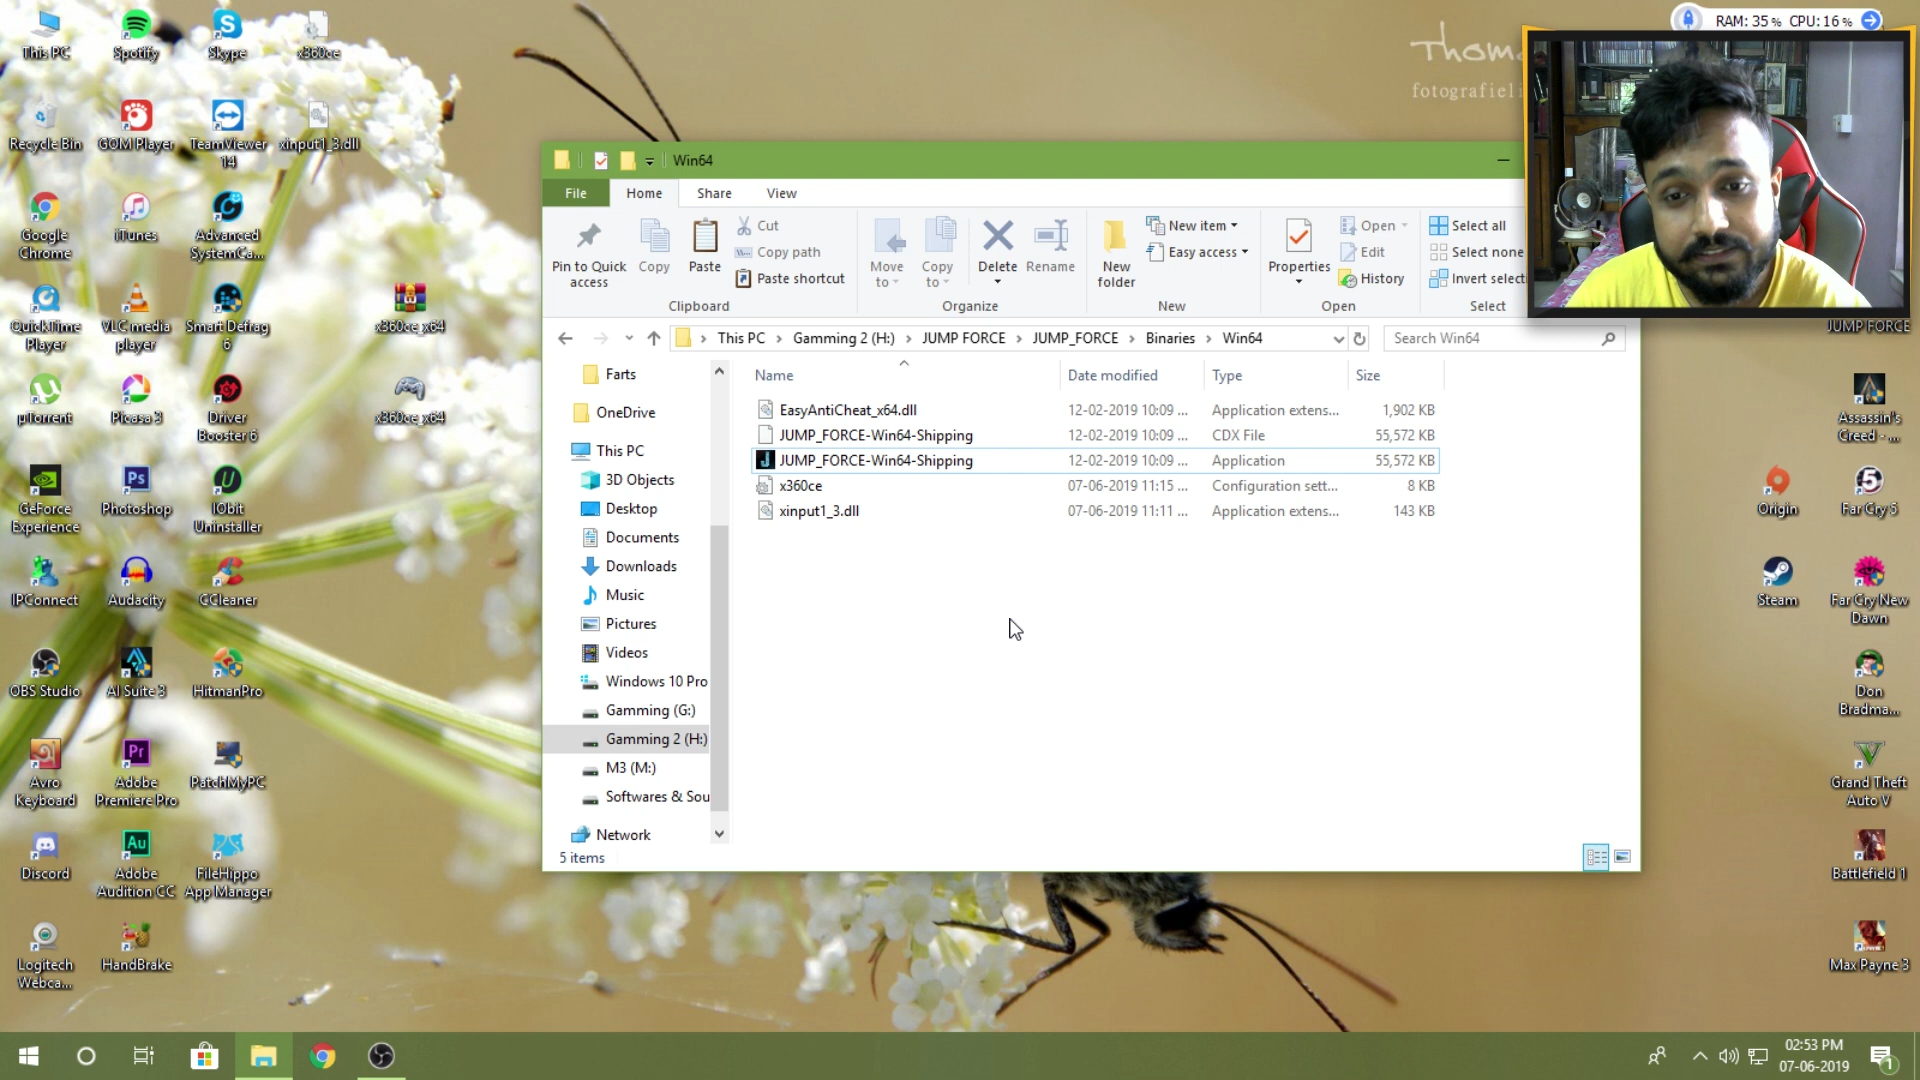 This PC
Spotify
Skype
x360ce
Recycle Bin
GOM Player
TeamViewer
14
xinput1_3.dll
Google
Chrome
iTunes
Advanced
SystemCa...
QuickTime
Player
VLC media
player
Smart Defrag
6
x360ce_x64
µTorrent
Picasa 3
Driver
Booster 6
x360ce_x64
GeForce
Experience
Photoshop
IObit
Uninstaller
IPConnect
Audacity
CCleaner
OBS Studio
AI Suite 3
HitmanPro
Avro
Keyboard
Adobe
Premiere Pro
PatchMyPC
Discord
Adobe
Audition CC
FileHippo
App Manager
Logitech
Webca...
HandBrake
RAM: 35% CPU: 16%
Win64
File
Home
Share
View
Pin to Quick
access
Copy
Paste
Cut
Copy path
Paste shortcut
Clipboard
Move
to
Copy
to
Delete
Rename
Organize
New
folder
New item
Easy access
New
Properties
Open
Edit
History
Open
Select all
Select none
Invert selecti
Select
This PC > Gamming 2 (H:) > JUMP FORCE > JUMP_FORCE > Binaries > Win64
Search Win64
Farts
OneDrive
This PC
3D Objects
Desktop
Documents
Downloads
Music
Pictures
Videos
Windows 10 Pro
Gamming (G:)
Gamming 2 (H:)
M3 (M:)
Softwares & Sou
Network
Name Date modified Type Size
EasyAntiCheat_x64.dll 12-02-2019 10:09 ... Application extens... 1,902 KB
JUMP_FORCE-Win64-Shipping 12-02-2019 10:09 ... CDX File 55,572 KB
JUMP_FORCE-Win64-Shipping 12-02-2019 10:09 ... Application 55,572 KB
x360ce 07-06-2019 11:15 ... Configuration sett... 8 KB
xinput1_3.dll 07-06-2019 11:11 ... Application extens... 143 KB
5 items
JUMP FORCE
Assassin's
Creed - ...
Origin
Far Cry 5
Steam
Far Cry New
Dawn
Don
Bradma...
Grand Theft
Auto V
Battlefield 1
Max Payne 3
02:53 PM
07-06-2019
1